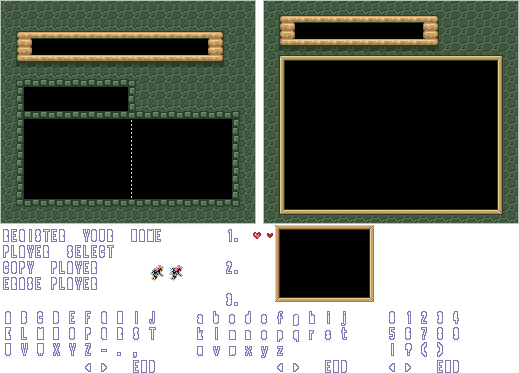 REGISTER YOUR NAME
PLAYER SELECT
COPY PLAYER
ERASE PLAYER
1.
2.
3.
A B C D E F G H I J
K L M N O P Q R S T
U V W X Y Z - . ,
END
a b c d e f g h i j
k l m n o p q r s t
u v w x y z
END
0 1 2 3 4
5 6 7 8 9
! ? ( )
END